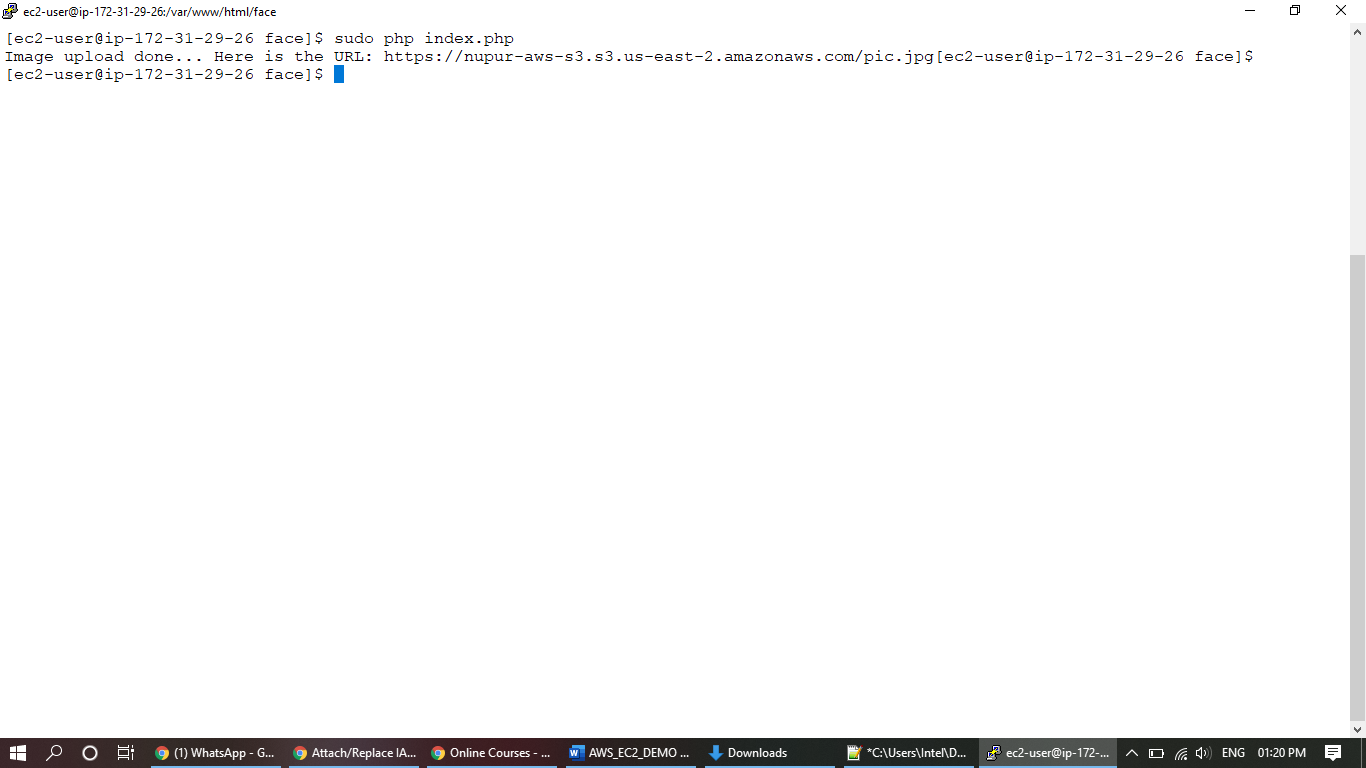 ec2-user@ip-172-31-29-26:/var/www/html/face
[ec2-user@ip-172-31-29-26 face]$ sudo php index.php
Image upload done... Here is the URL: https://nupur-aws-s3.s3.us-east-2.amazonaws.com/pic.jpg[ec2-user@ip-172-31-29-26 face]$
[ec2-user@ip-172-31-29-26 face]$
(1) WhatsApp - G... Attach/Replace IA... Online Courses - ... AWS_EC2_DEMO ... Downloads *C:\Users\Intel\D... ec2-user@ip-172-... ENG 01:20 PM